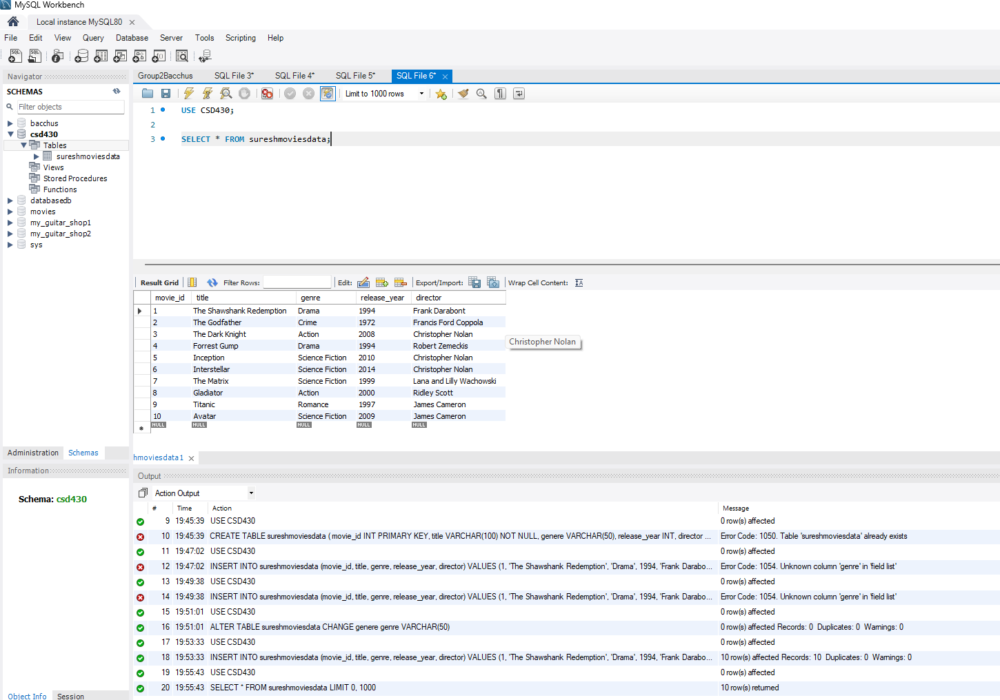 MySQL Workbench
Local instance MySQL80
File Edit View Query Database Server Tools Scripting Help
Navigator
SCHEMAS
Filter objects
bacchus
csd430
Tables
sureshmoviesdata
Views
Stored Procedures
Functions
databasedb
movies
my_guitar_shop1
my_guitar_shop2
sys
Administration Schemas
Information
Schema: csd430
Object Info Session
Group2Bacchus SQL File 3* SQL File 4* SQL File 5* SQL File 6*
Limit to 1000 rows
1 USE CSD430;
2
3 SELECT * FROM sureshmoviesdata;
Result Grid Filter Rows: Edit: Export/Import: Wrap Cell Content:
movie_id title genre release_year director
1 The Shawshank Redemption Drama 1994 Frank Darabont
2 The Godfather Crime 1972 Francis Ford Coppola
3 The Dark Knight Action 2008 Christopher Nolan
Christopher Nolan
4 Forrest Gump Drama 1994 Robert Zemeckis
5 Inception Science Fiction 2010 Christopher Nolan
6 Interstellar Science Fiction 2014 Christopher Nolan
7 The Matrix Science Fiction 1999 Lana and Lilly Wachowski
8 Gladiator Action 2000 Ridley Scott
9 Titanic Romance 1997 James Cameron
10 Avatar Science Fiction 2009 James Cameron
NULL NULL NULL NULL NULL
hmoviesdata1
Output
Action Output
# Time Action Message
9 19:45:39 USE CSD430 0 row(s) affected
10 19:45:39 CREATE TABLE sureshmoviesdata ( movie_id INT PRIMARY KEY, title VARCHAR(100) NOT NULL, genere VARCHAR(50), release_year INT, director ... Error Code: 1050. Table 'sureshmoviesdata' already exists
11 19:47:02 USE CSD430 0 row(s) affected
12 19:47:02 INSERT INTO sureshmoviesdata (movie_id, title, genre, release_year, director) VALUES (1, 'The Shawshank Redemption', 'Drama', 1994, 'Frank Darabo... Error Code: 1054. Unknown column 'genre' in 'field list'
13 19:49:38 USE CSD430 0 row(s) affected
14 19:49:38 INSERT INTO sureshmoviesdata (movie_id, title, genre, release_year, director) VALUES (1, 'The Shawshank Redemption', 'Drama', 1994, 'Frank Darabo... Error Code: 1054. Unknown column 'genre' in 'field list'
15 19:51:01 USE CSD430 0 row(s) affected
16 19:51:01 ALTER TABLE sureshmoviesdata CHANGE genere genre VARCHAR(50) 0 row(s) affected Records: 0 Duplicates: 0 Warnings: 0
17 19:53:33 USE CSD430 0 row(s) affected
18 19:53:33 INSERT INTO sureshmoviesdata (movie_id, title, genre, release_year, director) VALUES (1, 'The Shawshank Redemption', 'Drama', 1994, 'Frank Darabo... 10 row(s) affected Records: 10 Duplicates: 0 Warnings: 0
19 19:55:43 USE CSD430 0 row(s) affected
20 19:55:43 SELECT * FROM sureshmoviesdata LIMIT 0, 1000 10 row(s) returned